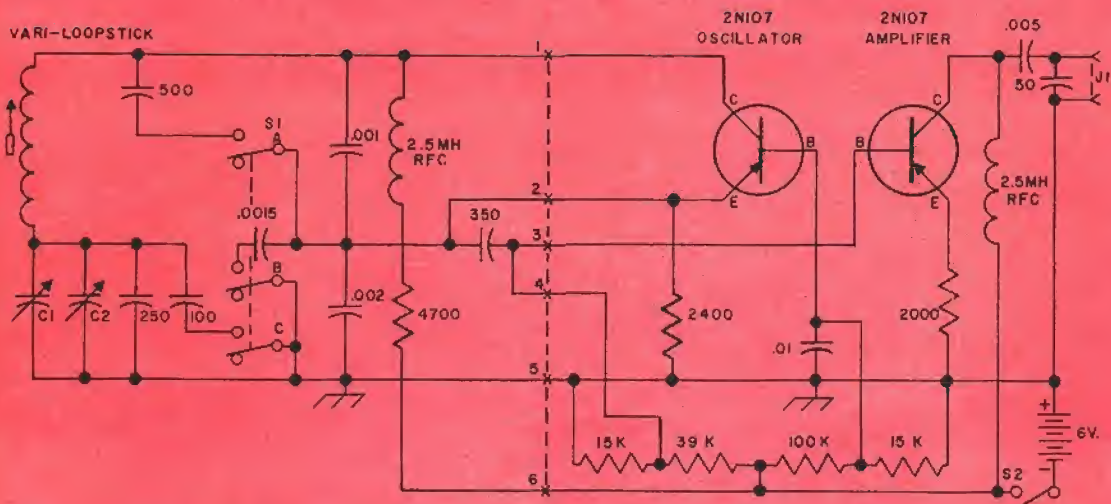 VARI-LOOPSTICK
2N107
OSCILLATOR
2N107
AMPLIFIER
.005
50
J1
500
S1
A
.001
2.5MH
RFC
C
B
E
C
B
E
2.5MH
RFC
1
2
3
4
5
6
.0015
350
B
C
C1
C2
250
100
.002
4700
2400
.01
2000
15K
39K
100K
15K
+
6V.
-
S2